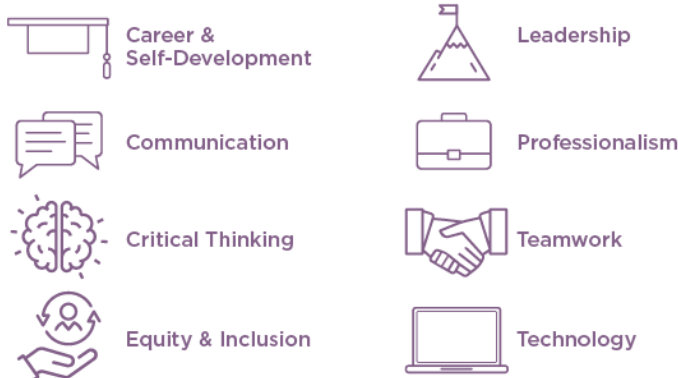 Career &
Self-Development
Communication
Critical Thinking
Equity & Inclusion
Leadership
Professionalism
Teamwork
Technology